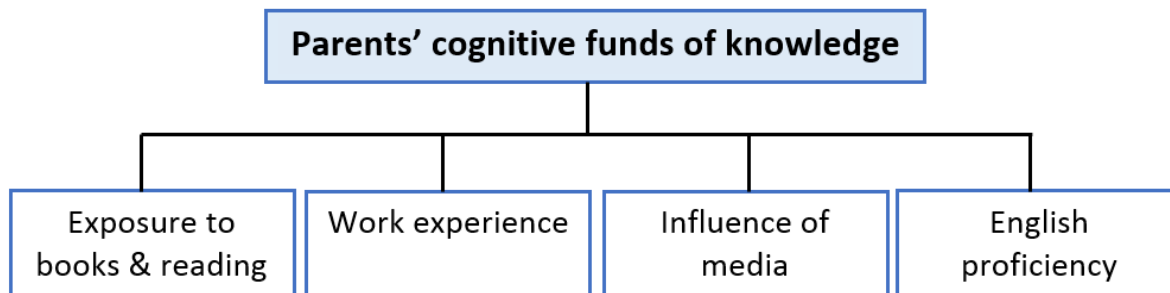 Parents’ cognitive funds of knowledge
Exposure to
books & reading
Work experience
Influence of
media
English
proficiency